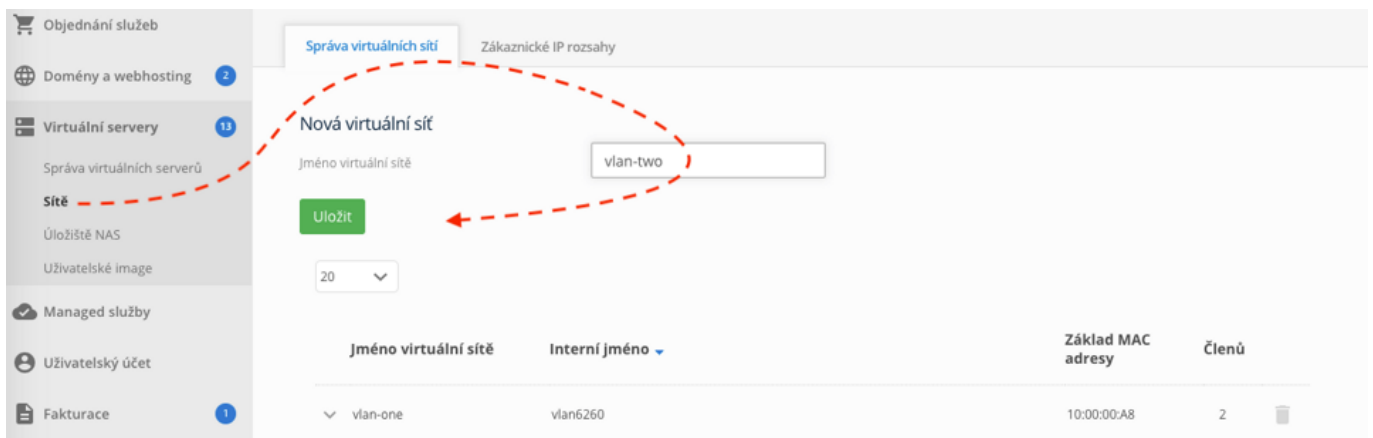 Objednání služeb
Domény a webhosting 2
Virtuální servery 13
Správa virtuálních serverů
Sítě
Úložiště NAS
Uživatelské image
Managed služby
Uživatelský účet
Fakturace 1
Správa virtuálních sítí Zákaznické IP rozsahy
Nová virtuální síť
Jméno virtuální sítě vlan-two
Uložit
20
Jméno virtuální sítě Interní jméno Základ MAC adresy Členů
vlan-one vlan6260 10:00:00:A8 2